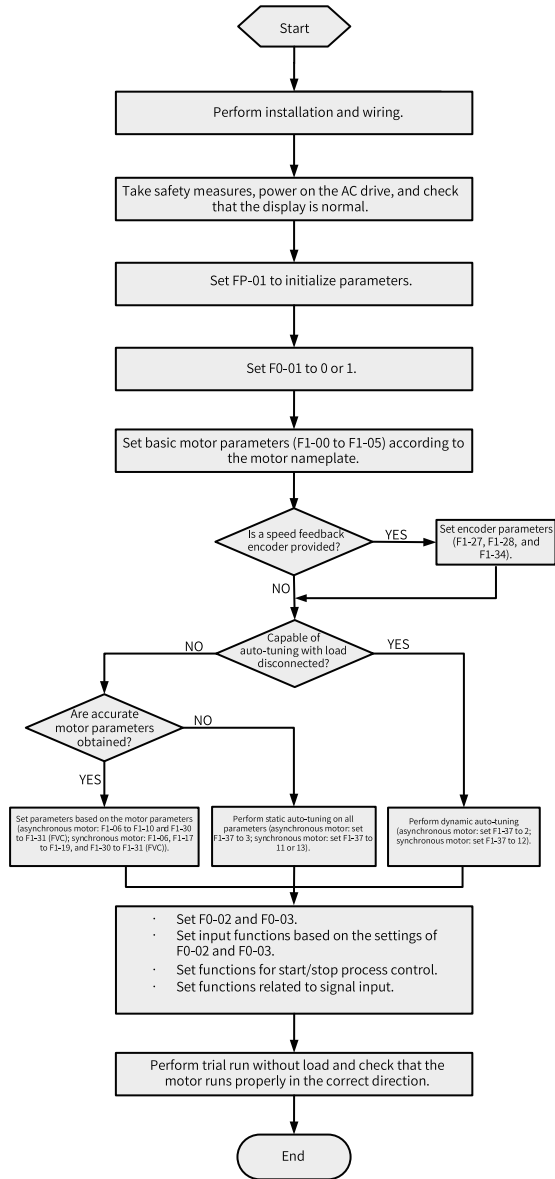 Start
Perform installation and wiring.
Take safety measures, power on the AC drive, and check
that the display is normal.
Set FP-01 to initialize parameters.
Set F0-01 to 0 or 1.
Set basic motor parameters (F1-00 to F1-05) according to
the motor nameplate.
Is a speed feedback
encoder provided?
YES
Set encoder parameters
(F1-27, F1-28, and
F1-34).
NO
Capable of
auto-tuning with load
disconnected?
NO
YES
Are accurate
motor parameters
obtained?
NO
YES
Set parameters based on the motor parameters
(asynchronous motor: F1-06 to F1-10 and F1-30
to F1-31 (FVC); synchronous motor: F1-06, F1-17
to F1-19, and F1-30 to F1-31 (FVC)).
Perform static auto-tuning on all
parameters (asynchronous motor: set
F1-37 to 3; synchronous motor: set F1-37 to
11 or 13).
Perform dynamic auto-tuning
(asynchronous motor: set F1-37 to 2;
synchronous motor: set F1-37 to 12).
· Set F0-02 and F0-03.
· Set input functions based on the settings of
F0-02 and F0-03.
· Set functions for start/stop process control.
· Set functions related to signal input.
Perform trial run without load and check that the
motor runs properly in the correct direction.
End